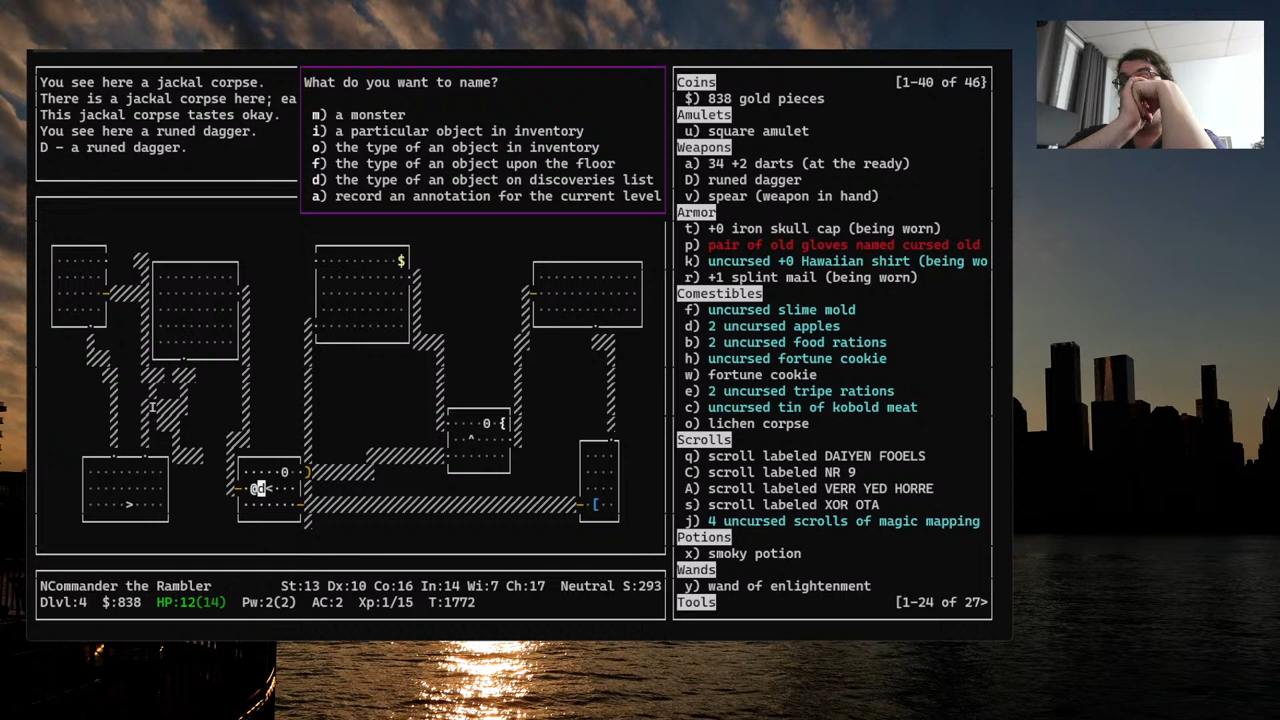 You see here a jackal corpse.
There is a jackal corpse here; ea
This jackal corpse tastes okay.
You see here a runed dagger.
D - a runed dagger.
What do you want to name?
m) a monster
i) a particular object in inventory
o) the type of an object in inventory
f) the type of an object upon the floor
d) the type of an object on discoveries list
a) record an annotation for the current level
NCommander the Rambler St:13 Dx:10 Co:16 In:14 Wi:7 Ch:17 Neutral S:293
Dlvl:4 $:838 HP:12(14) Pw:2(2) AC:2 Xp:1/15 T:1772
Coins [1-40 of 46}
$) 838 gold pieces
Amulets
u) square amulet
Weapons
a) 34 +2 darts (at the ready)
D) runed dagger
v) spear (weapon in hand)
Armor
t) +0 iron skull cap (being worn)
p) pair of old gloves named cursed old
k) uncursed +0 Hawaiian shirt (being wo
r) +1 splint mail (being worn)
Comestibles
f) uncursed slime mold
d) 2 uncursed apples
b) 2 uncursed food rations
h) uncursed fortune cookie
w) fortune cookie
e) 2 uncursed tripe rations
c) uncursed tin of kobold meat
o) lichen corpse
Scrolls
q) scroll labeled DAIYEN FOOELS
C) scroll labeled NR 9
A) scroll labeled VERR YED HORRE
s) scroll labeled XOR OTA
j) 4 uncursed scrolls of magic mapping
Potions
x) smoky potion
Wands
y) wand of enlightenment
Tools [1-24 of 27>